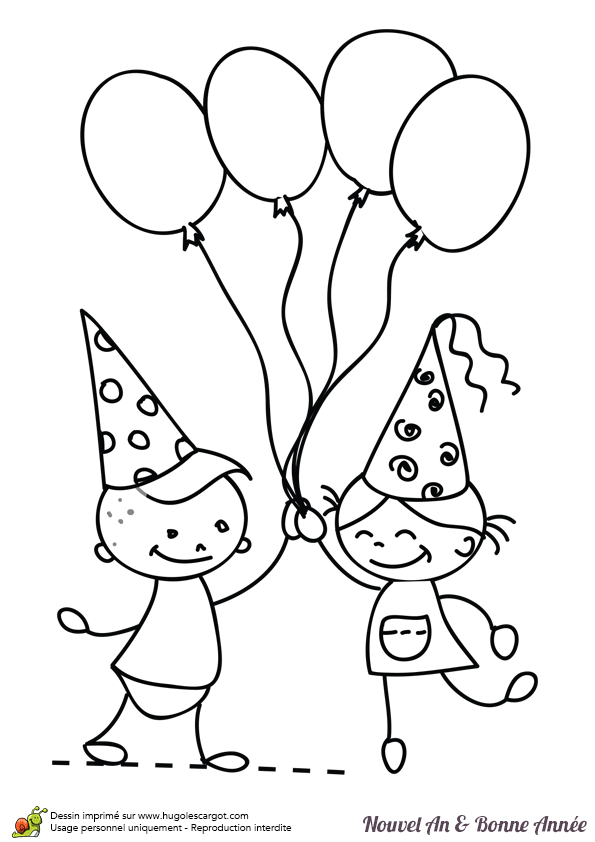 Dessin imprimé sur www.hugolescargot.com
Usage personnel uniquement - Reproduction interdite
Nouvel An & Bonne Année